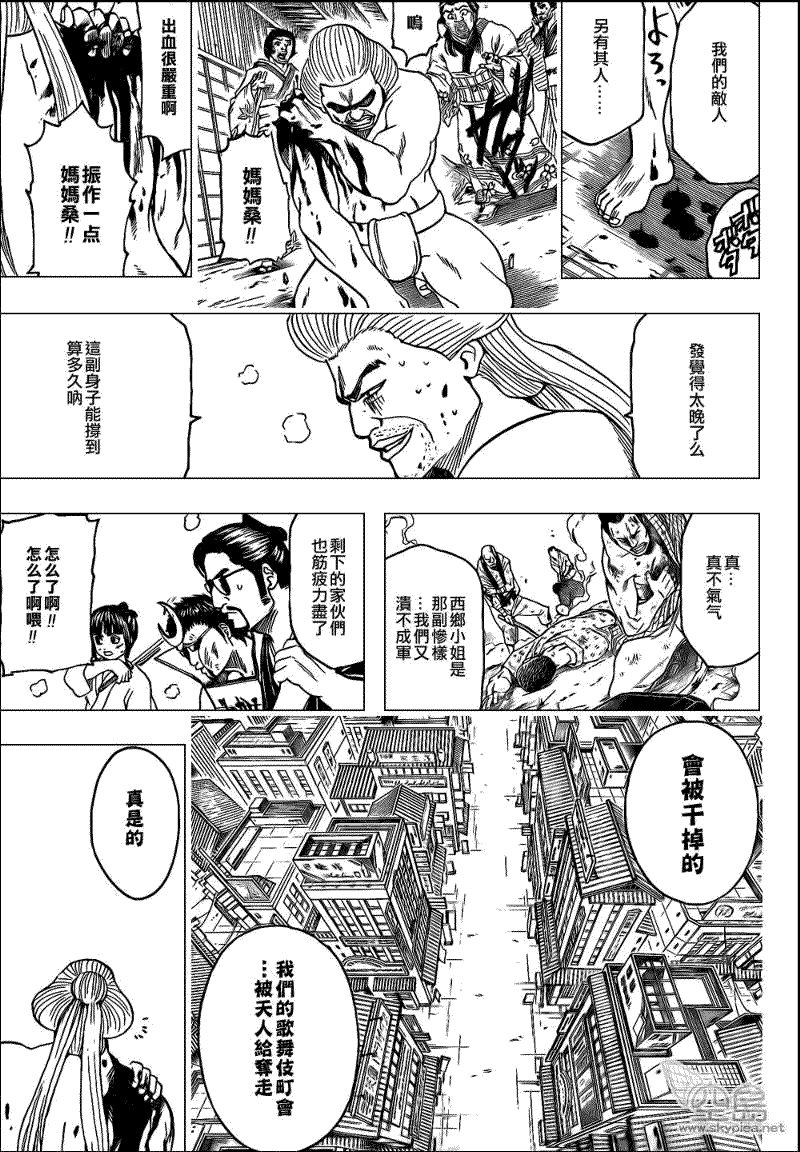 我們的敵人
另有其人……
よろっ
嗚
媽媽桑!!
出血很嚴重啊
振作一点
媽媽桑!!
發覺得太晚了么
這副身子能撐到
算多久吶
真…
真不氣气
西鄉小姐是
那副慘樣
…我們又
潰不成軍
剩下的家伙們
也筋疲力盡了
怎么了啊!!
怎么了啊喂!!
會被干掉的
我們的歌舞伎町會
…被天人給奪走
真是的
www.skypiea.net